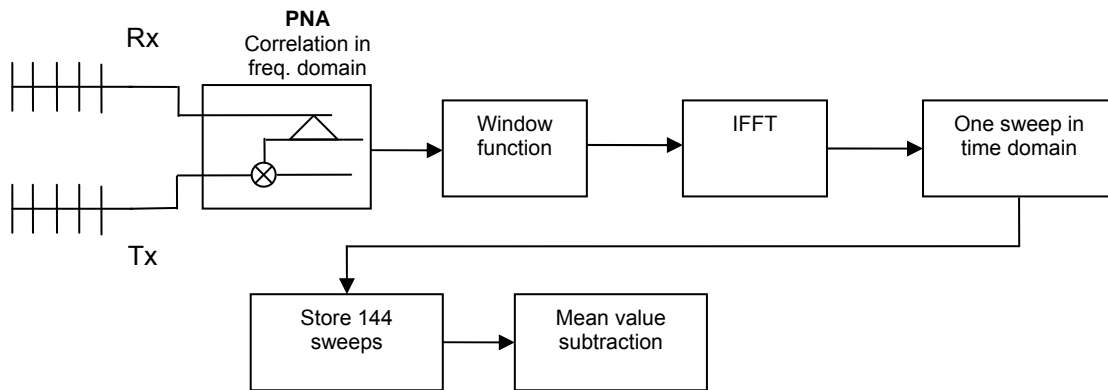 PNA
Rx
Correlation in
freq. domain
Window
function
IFFT
One sweep in
time domain
Tx
Store 144
sweeps
Mean value
subtraction